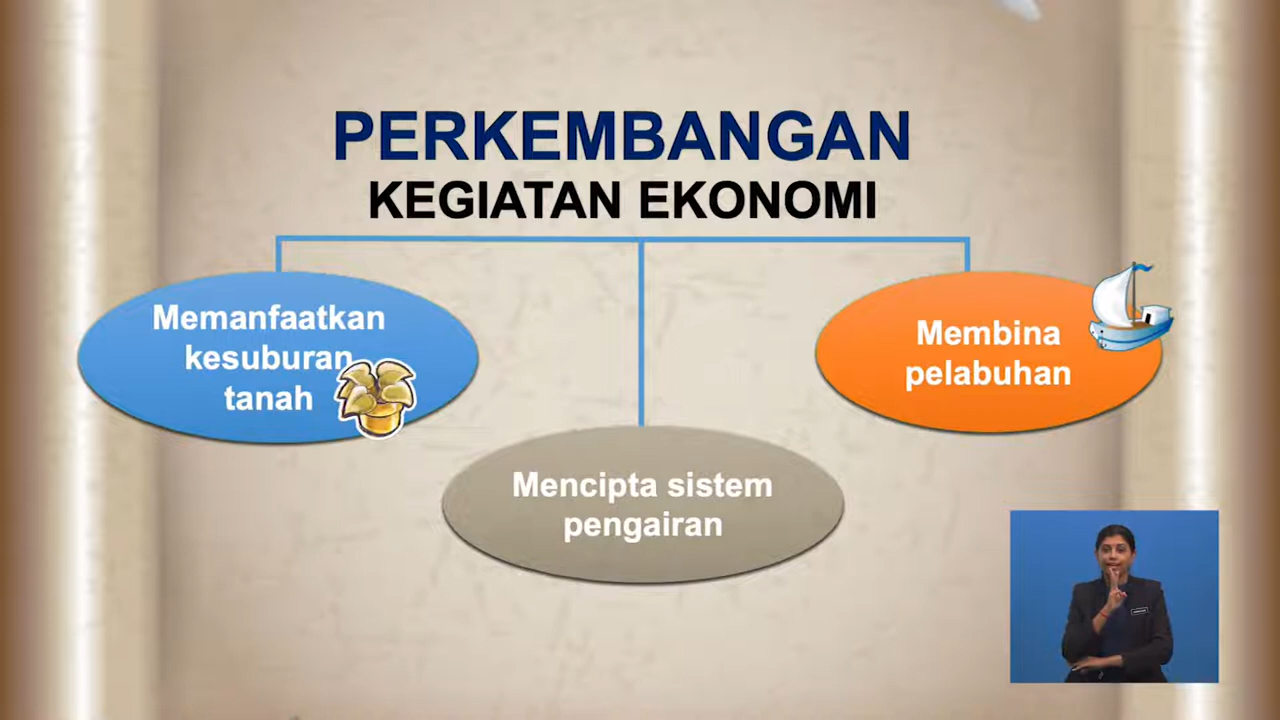 PERKEMBANGAN
KEGIATAN EKONOMI
Memanfaatkan
kesuburan
tanah
Mencipta sistem
pengairan
Membina
pelabuhan